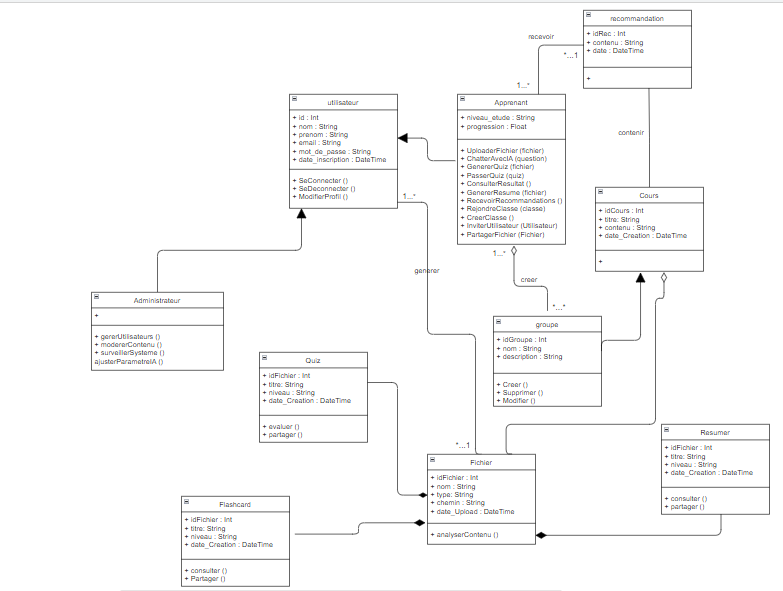 recommandation
+ idRec : Int
+ contenu : String
+ date : DateTime
+
recevoir
*...1
1...*
contenir
utilisateur
+ id : Int
+ nom : String
+ prenom : String
+ email : String
+ mot_de_passe : String
+ date_inscription : DateTime
+ SeConnecter ()
+ SeDeconnecter ()
+ ModifierProfil ()
Apprenant
+ niveau_etude : String
+ progression : Float
+ UploaderFichier (fichier)
+ ChatterAvecIA (question)
+ GenererQuiz (fichier)
+ PasserQuiz (quiz)
+ ConsulterResultat ()
+ GenererResume (fichier)
+ RecevoirRecommandations ()
+ RejondreClasse (classe)
+ CreerClasse ()
+ InviterUtilisateur (Utilisateur)
+ PartagerFichier (Fichier)
Cours
+ idCours : Int
+ titre: String
+ contenu : String
+ date_Creation : DateTime
+
1...*
generer
1...*
creer
*...*
Administrateur
+
+ gererUtilisateurs ()
+ modererContenu ()
+ surveillerSysteme ()
ajusterParametreIA ()
groupe
+ idGroupe : Int
+ nom : String
+ description : String
+ Creer ()
+ Supprimer ()
+ Modifier ()
Quiz
+ idFichier : Int
+ titre: String
+ niveau : String
+ date_Creation : DateTime
+ evaluer ()
+ partager ()
*...1
Fichier
+ idFichier : Int
+ nom : String
+ type: String
+ chemin : String
+ date_Upload : DateTime
+ analyserContenu ()
Resumer
+ idFichier : Int
+ titre: String
+ niveau : String
+ date_Creation : DateTime
+ consulter ()
+ partager ()
Flashcard
+ idFichier : Int
+ titre: String
+ niveau : String
+ date_Creation : DateTime
+ consulter ()
+ Partager ()